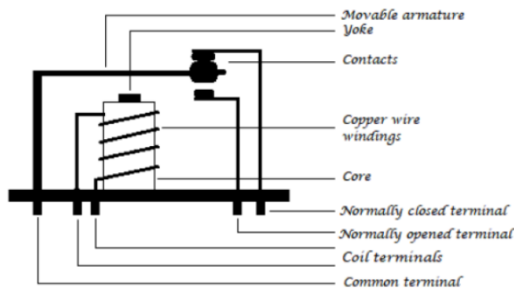 Movable armature
Yoke
Contacts
Copper wire
windings
Core
Normally closed terminal
Normally opened terminal
Coil terminals
Common terminal